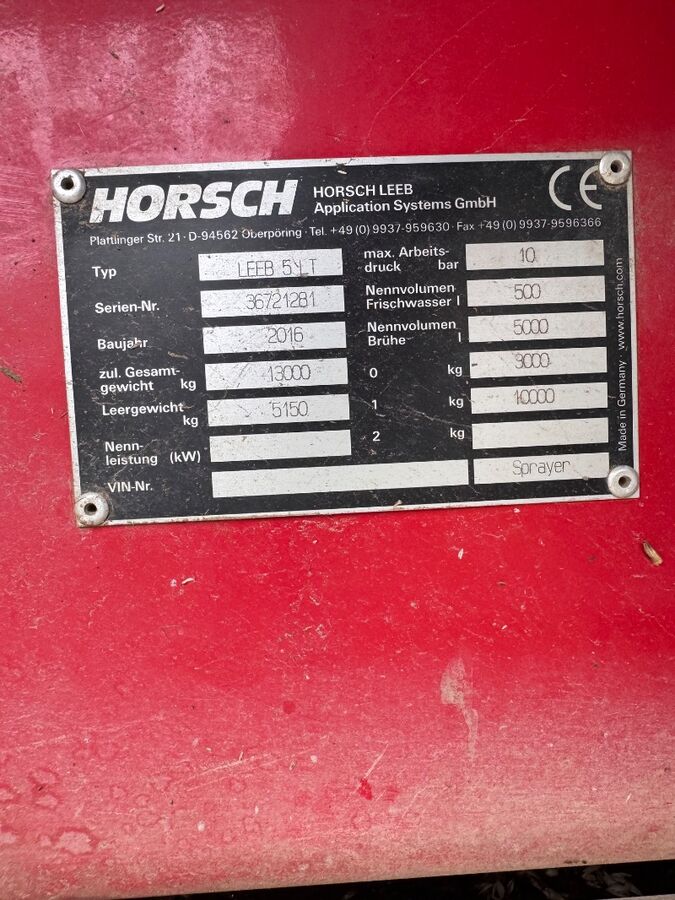 HORSCH
HORSCH LEEB
Application Systems GmbH
CE
Plattlinger Str. 21 · D-94562 Oberpöring · Tel. +49 (0) 9937-959630 · Fax +49 (0) 9937-9596366
Typ LEEB 5 LT
Serien-Nr. 36721281
Baujahr 2016
zul. Gesamt-
gewicht kg 13000
Leergewicht
kg 5150
Nenn-
leistung (kW)
VIN-Nr.
max. Arbeits-
druck bar 10
Nennvolumen
Frischwasser l 500
Nennvolumen
Brühe l 5000
0 kg 3000
1 kg 10000
2 kg
Sprayer
Made in Germany · www.horsch.com